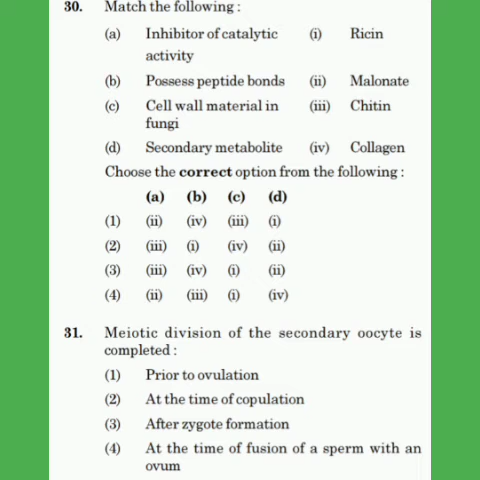 30. Match the following :
(a) Inhibitor of catalytic (i) Ricin
activity
(b) Possess peptide bonds (ii) Malonate
(c) Cell wall material in (iii) Chitin
fungi
(d) Secondary metabolite (iv) Collagen
Choose the correct option from the following :
(a) (b) (c) (d)
(1) (ii) (iv) (iii) (i)
(2) (iii) (i) (iv) (ii)
(3) (iii) (iv) (i) (ii)
(4) (ii) (iii) (i) (iv)
31. Meiotic division of the secondary oocyte is
completed :
(1) Prior to ovulation
(2) At the time of copulation
(3) After zygote formation
(4) At the time of fusion of a sperm with an
ovum